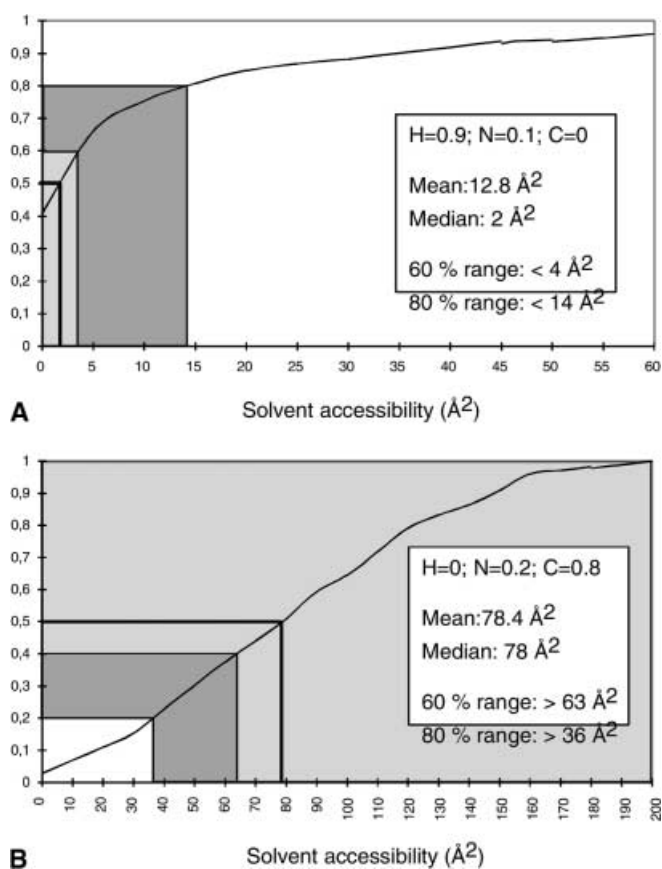 1
0,9
0,8
0,7
0,6
0,5
0,4
0,3
0,2
0,1
0
H=0.9; N=0.1; C=0
Mean:12.8 Å²
Median: 2 Å²
60 % range: < 4 Å²
80 % range: < 14 Å²
0 5 10 15 20 25 30 35 40 45 50 55 60
A Solvent accessibility (Å²)
1
0,9
0,8
0,7
0,6
0,5
0,4
0,3
0,2
0,1
0
H=0; N=0.2; C=0.8
Mean:78.4 Å²
Median: 78 Å²
60 % range: > 63 Å²
80 % range: > 36 Å²
0 10 20 30 40 50 60 70 80 90 100 110 120 130 140 150 160 170 180 190 200
B Solvent accessibility (Å²)